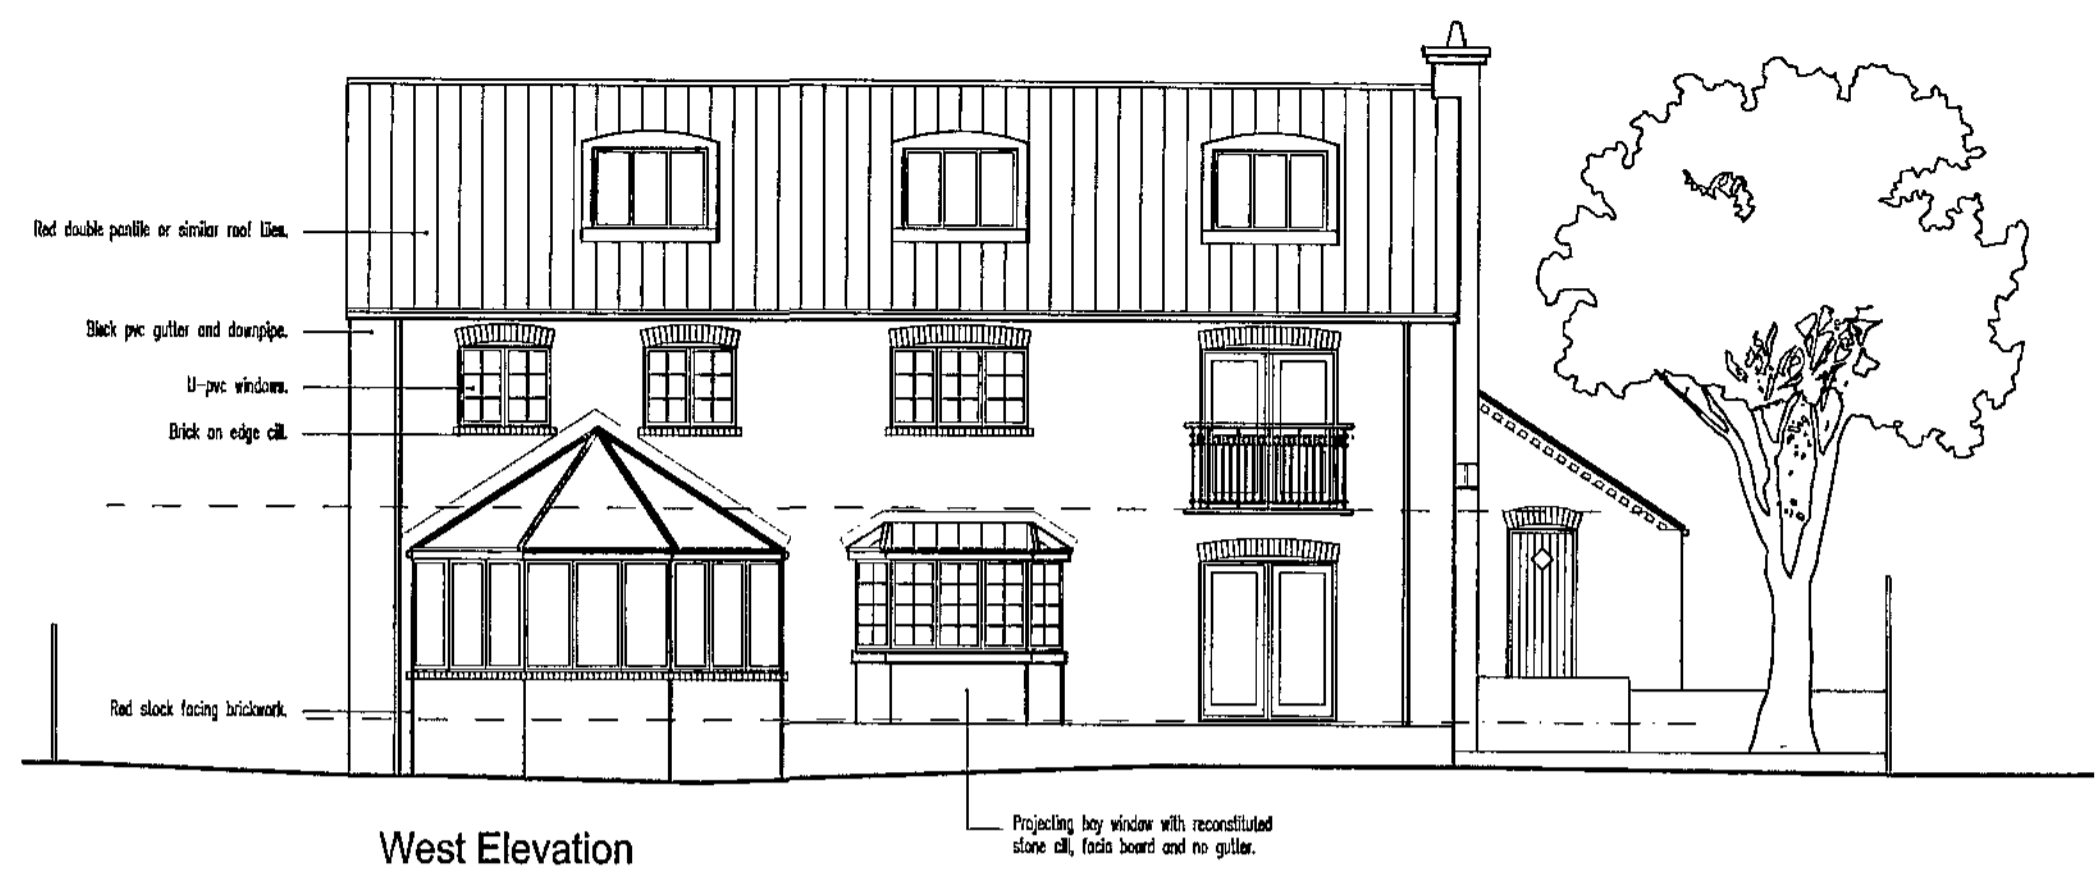 Red double pantile or similar roof tiles.
Black pvc gutter and downpipe.
U-pvc windows.
Brick on edge cill.
Red stock facing brickwork.
Projecting bay window with reconstituted
stone cill, facia board and no gutter.
West Elevation